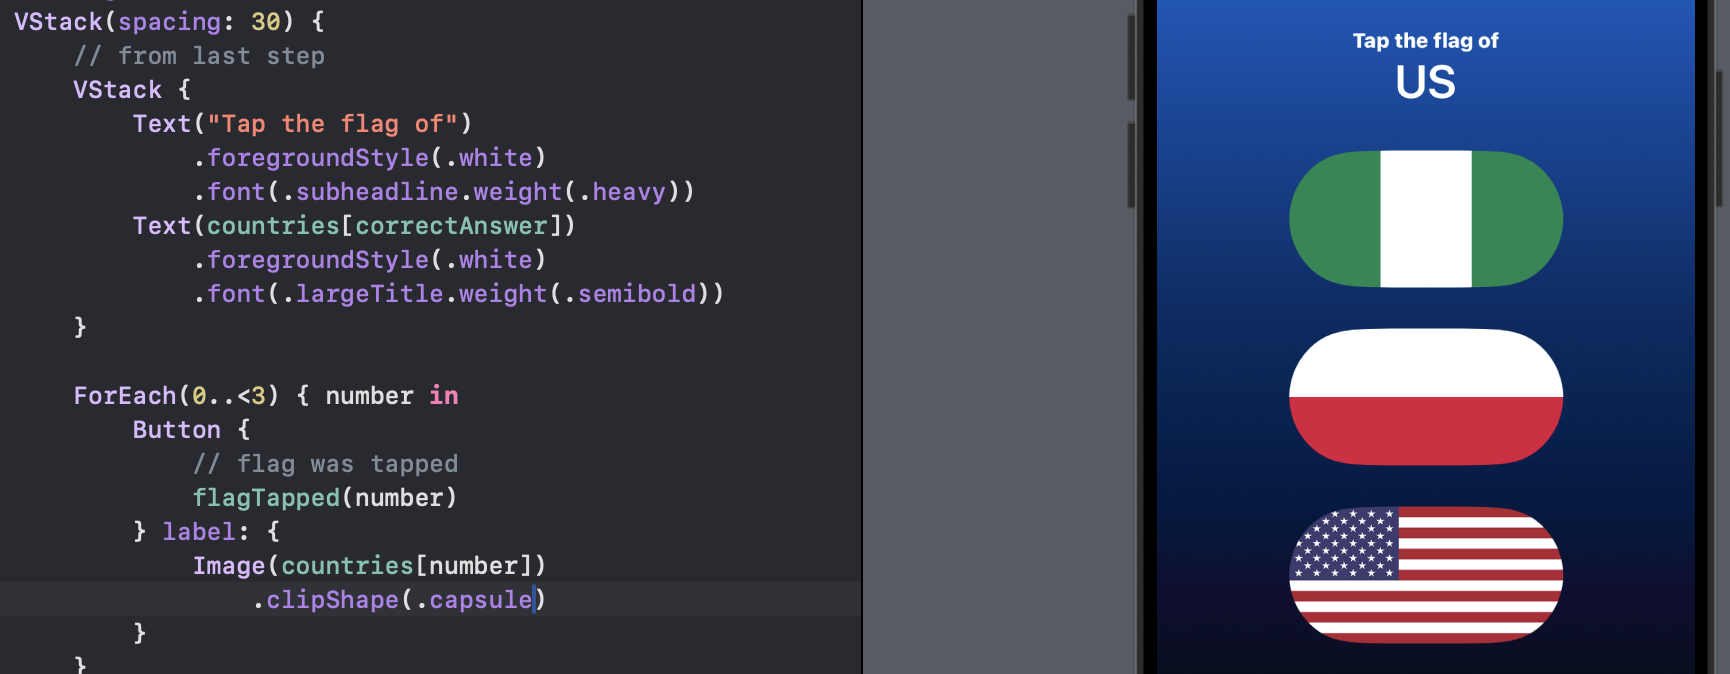 VStack(spacing: 30) {
    // from last step
    VStack {
        Text("Tap the flag of")
            .foregroundStyle(.white)
            .font(.subheadline.weight(.heavy))
        Text(countries[correctAnswer])
            .foregroundStyle(.white)
            .font(.largeTitle.weight(.semibold))
    }

    ForEach(0..<3) { number in
        Button {
            // flag was tapped
            flagTapped(number)
        } label: {
            Image(countries[number])
                .clipShape(.capsule)
        }
    }
Tap the flag of
US